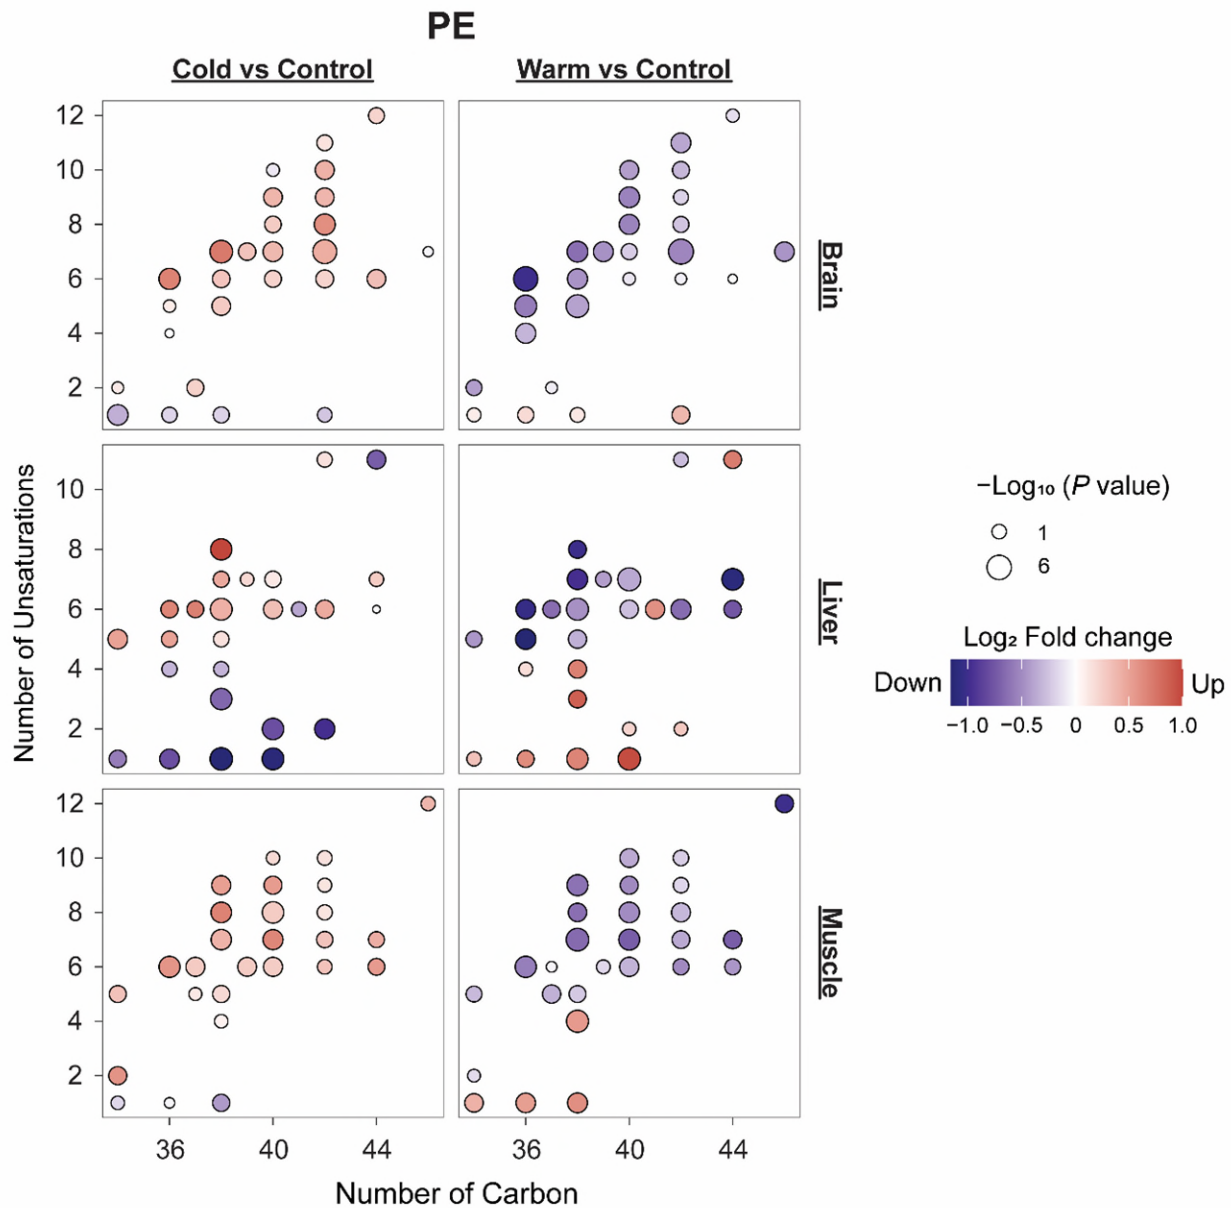 PE
Cold vs Control
Warm vs Control
12
10
8
6
4
2
Brain
10
8
6
4
2
Liver
12
10
8
6
4
2
Muscle
Number of Unsaturations
36
40
44
36
40
44
Number of Carbon
−Log₁₀ (P value)
1
6
Log₂ Fold change
Down
Up
−1.0
−0.5
0
0.5
1.0